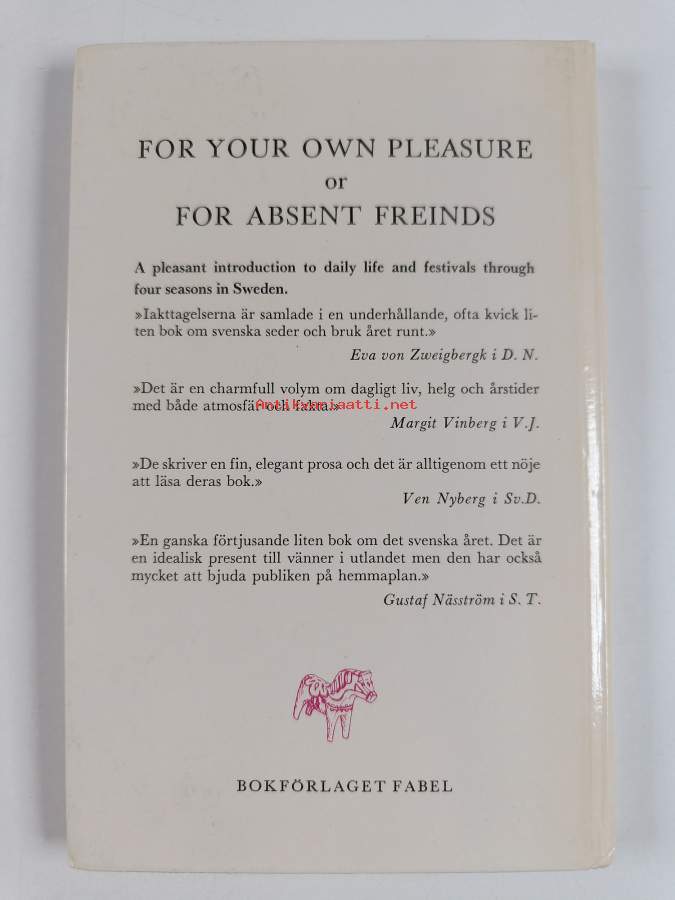 FOR YOUR OWN PLEASURE
or
FOR ABSENT FREINDS
A pleasant introduction to daily life and festivals through
four seasons in Sweden.
»Iakttagelserna är samlade i en underhållande, ofta kvick li-
ten bok om svenska seder och bruk året runt.»
Eva von Zweigbergk i D. N.
»Det är en charmfull volym om dagligt liv, helg och årstider
med både atmosfär och fakta.»
Antikvariaatti.net
Margit Vinberg i V.J.
»De skriver en fin, elegant prosa och det är alltigenom ett nöje
att läsa deras bok.»
Ven Nyberg i Sv.D.
»En ganska förtjusande liten bok om det svenska året. Det är
en idealisk present till vänner i utlandet men den har också
mycket att bjuda publiken på hemmaplan.»
Gustaf Näsström i S. T.
BOKFÖRLAGET FABEL